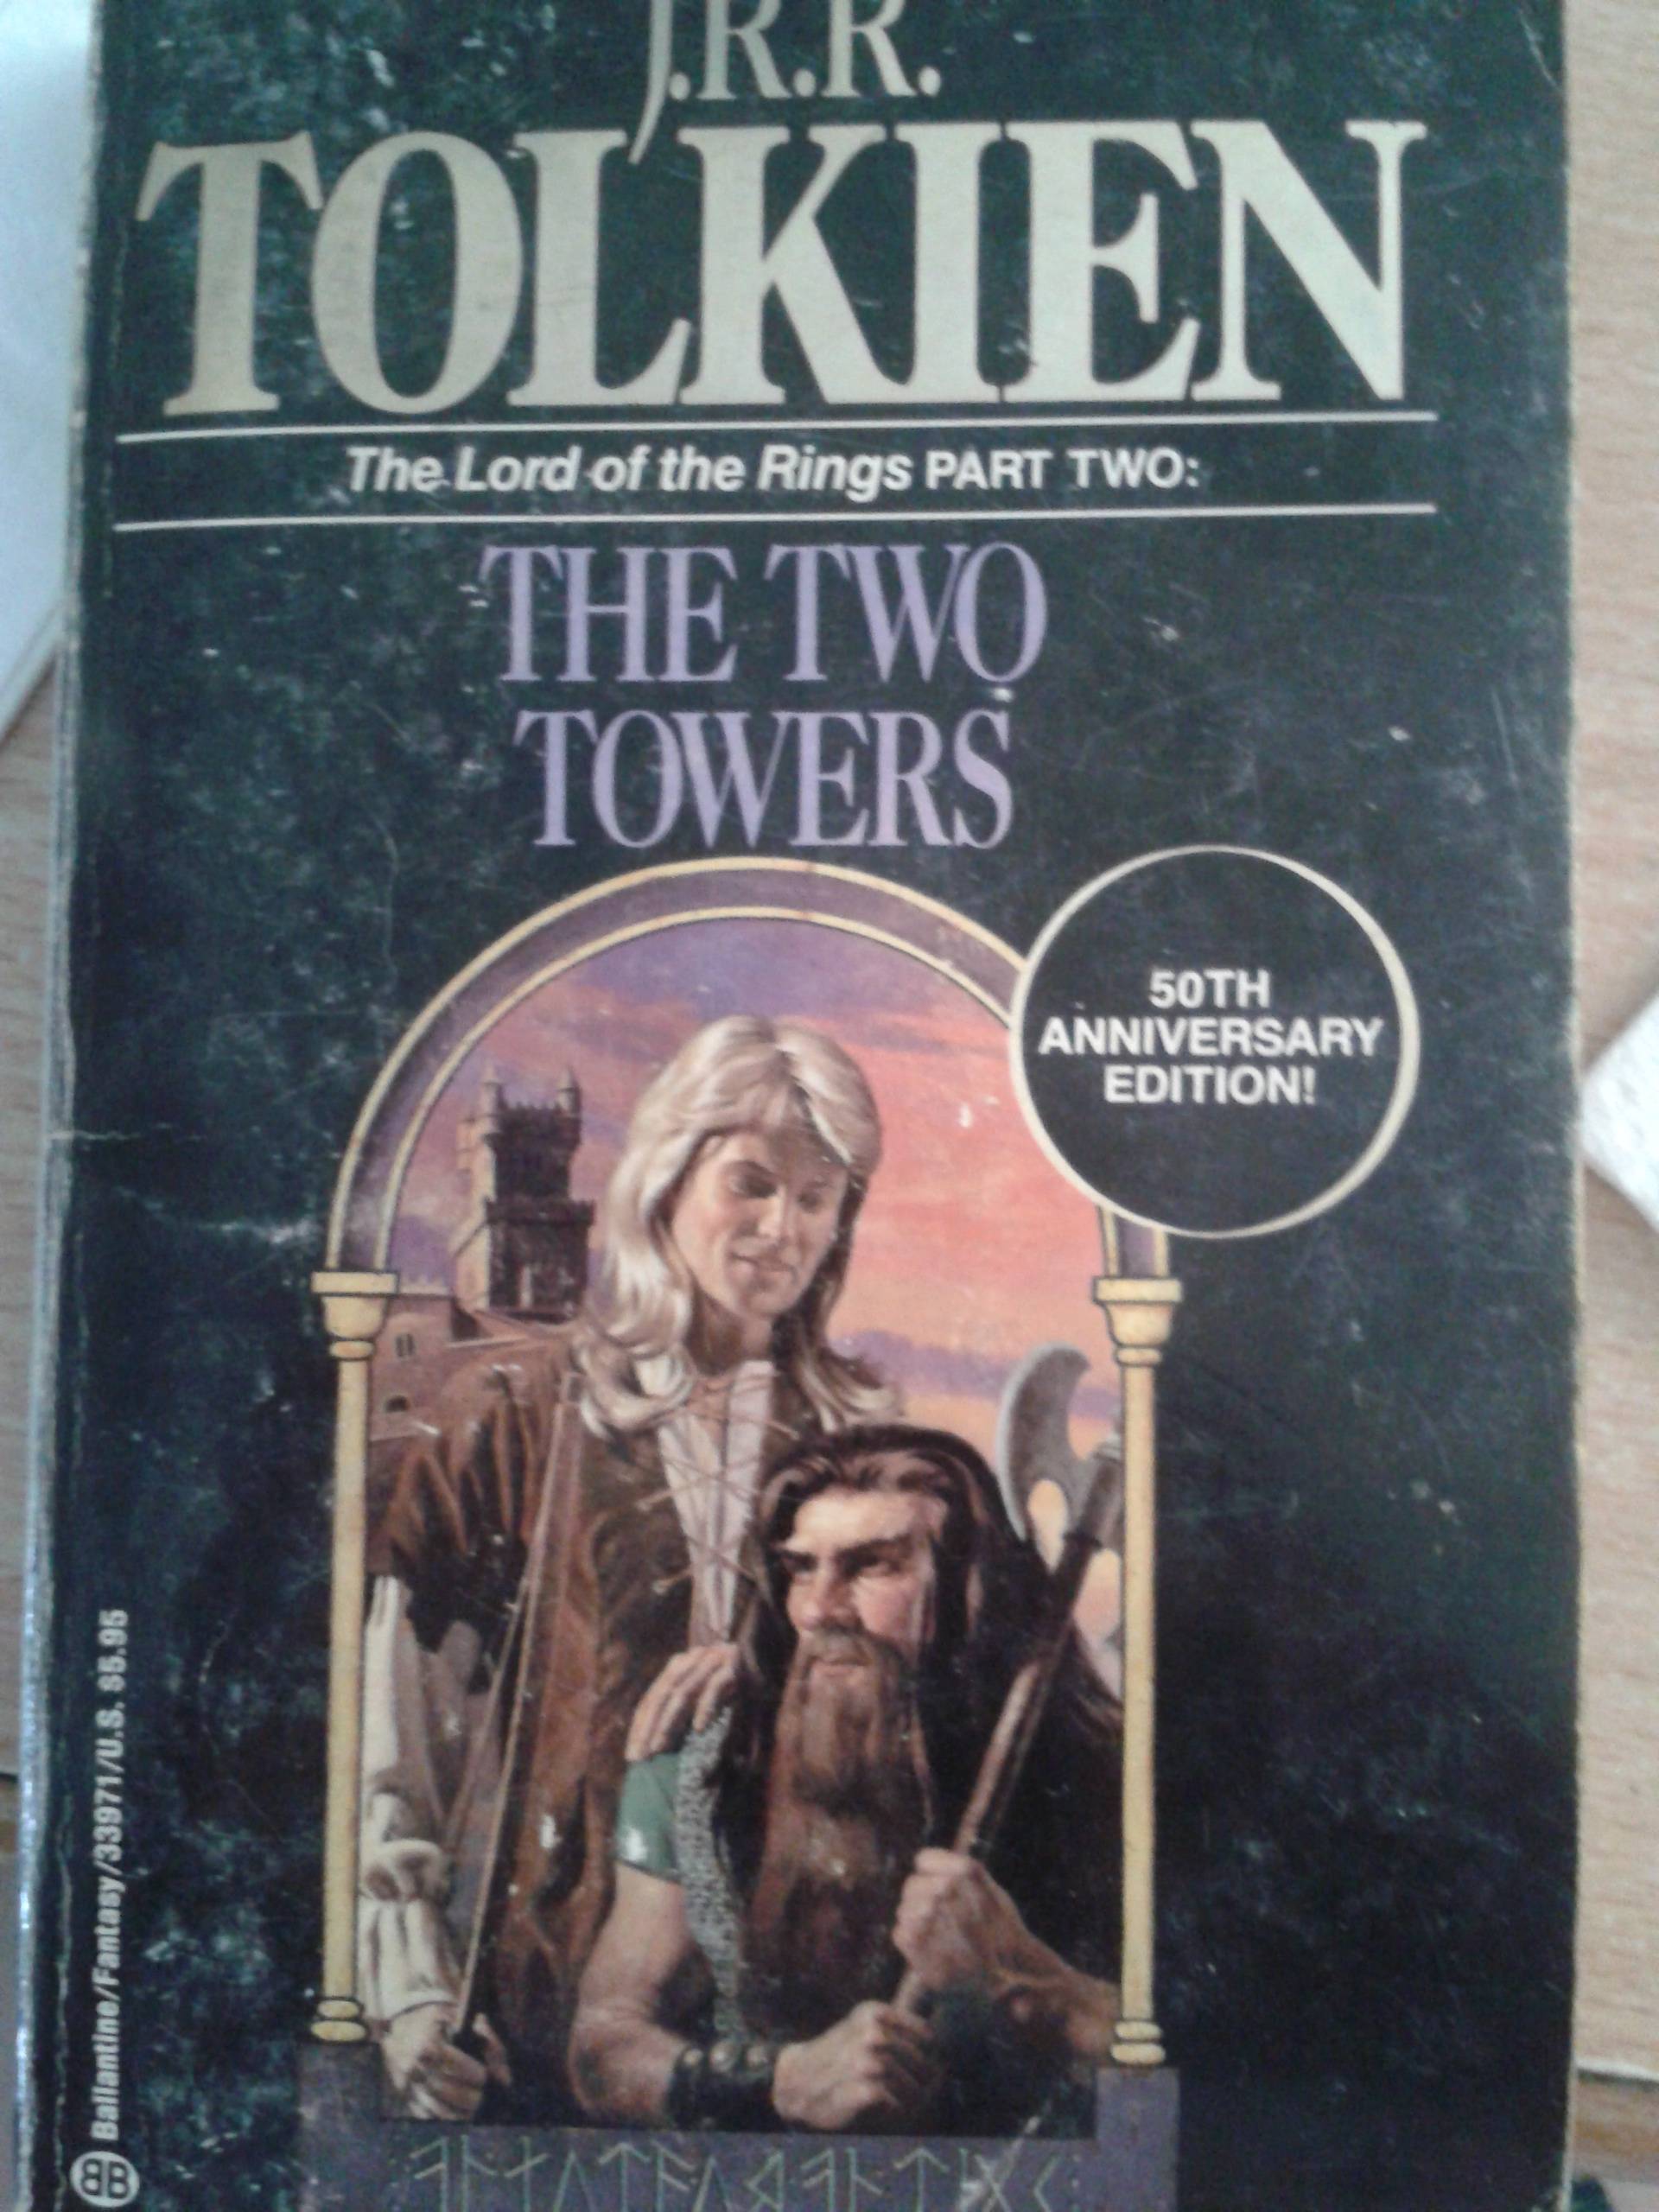 J.R.R.
TOLKIEN
The Lord of the Rings PART TWO:
THE TWO
TOWERS
50TH
ANNIVERSARY
EDITION!
Ballantine/Fantasy/33971/U.S. $5.95
BB